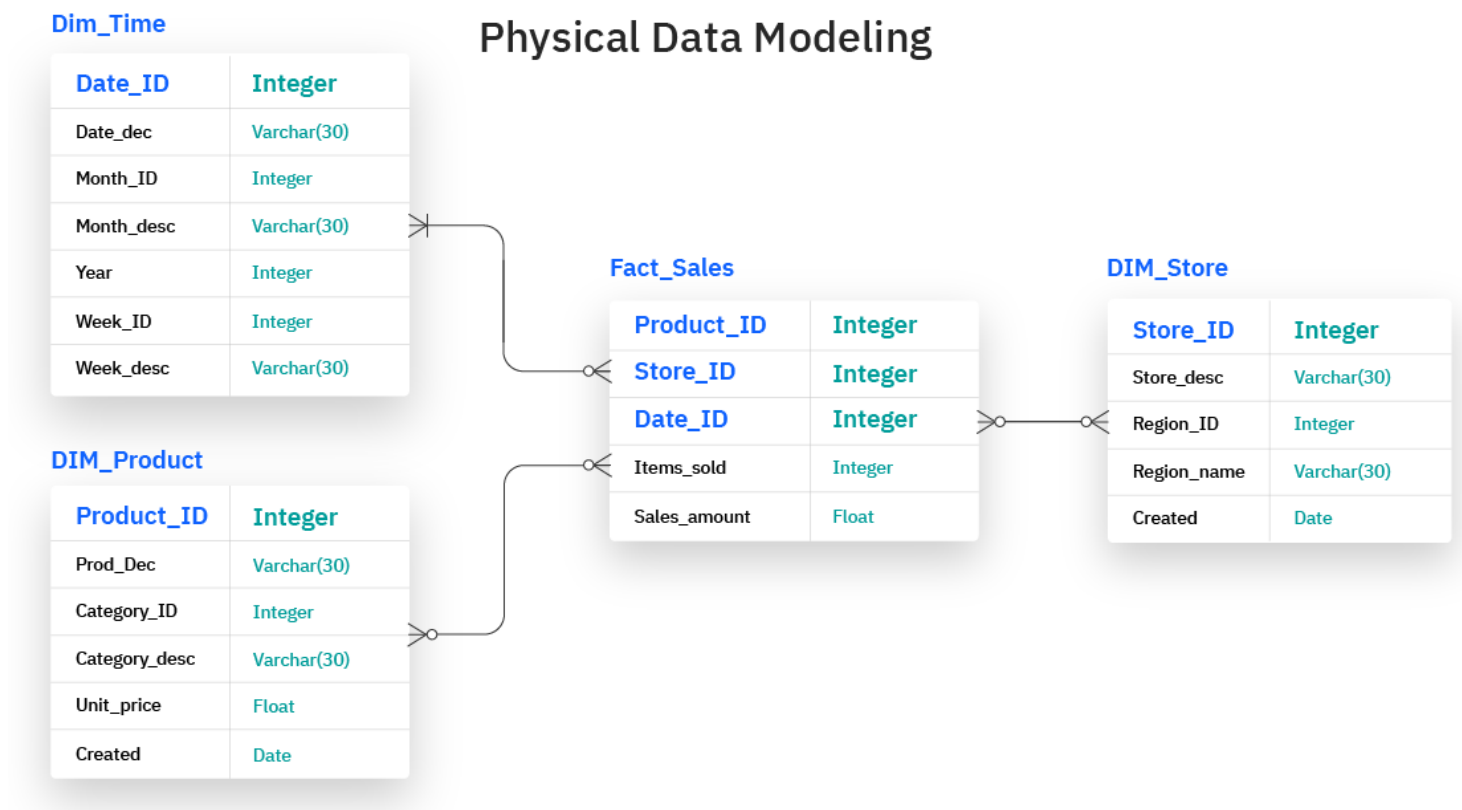 Physical Data Modeling
Dim_Time
Date_ID Integer
Date_dec Varchar(30)
Month_ID Integer
Month_desc Varchar(30)
Year Integer
Week_ID Integer
Week_desc Varchar(30)
DIM_Product
Product_ID Integer
Prod_Dec Varchar(30)
Category_ID Integer
Category_desc Varchar(30)
Unit_price Float
Created Date
Fact_Sales
Product_ID Integer
Store_ID Integer
Date_ID Integer
Items_sold Integer
Sales_amount Float
DIM_Store
Store_ID Integer
Store_desc Varchar(30)
Region_ID Integer
Region_name Varchar(30)
Created Date